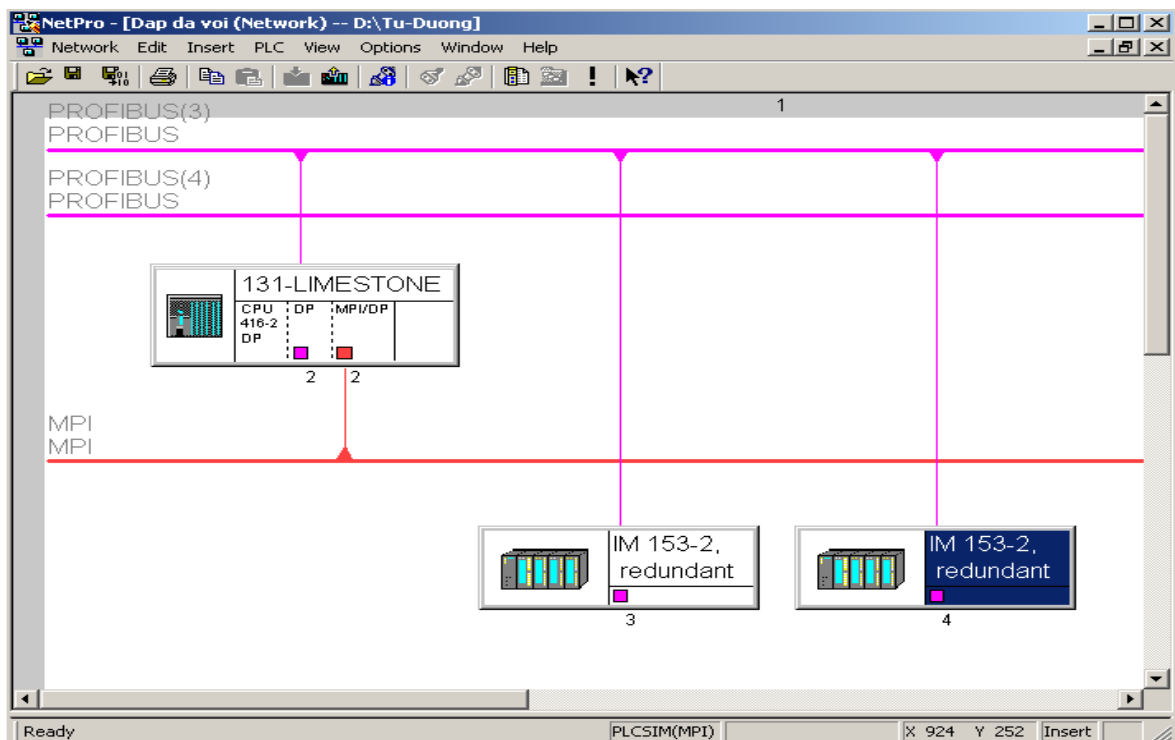 NetPro - [Dap da voi (Network) -- D:\Tu-Duong]
Network Edit Insert PLC View Options Window Help
1
PROFIBUS(3)
PROFIBUS
PROFIBUS(4)
PROFIBUS
131-LIMESTONE
CPU 416-2 DP
DP
MPI/DP
2 2
MPI
MPI
IM 153-2,
redundant
3
IM 153-2,
redundant
4
Ready PLCSIM(MPI) X 924 Y 252 Insert